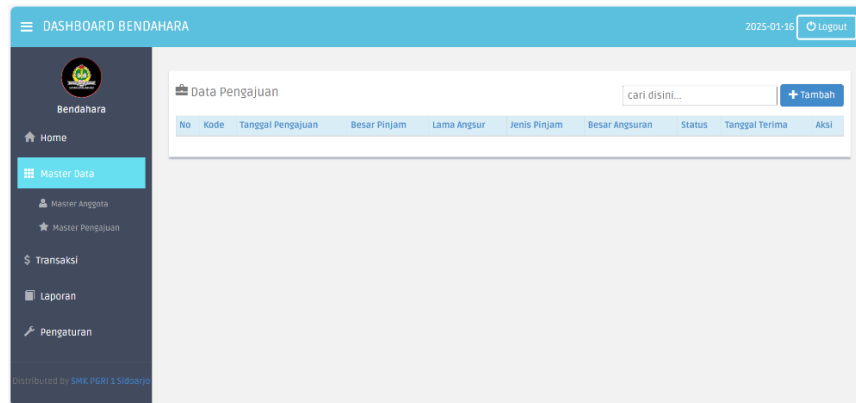 DASHBOARD BENDAHARA
2025-01-16 Logout
Bendahara
Home
Master Data
Masrer Anggota
Master Pengajuan
$ Transaksi
Laporan
Pengaturan
Distributed by SMK PGRI 1 Sidoarjo
Data Pengajuan
cari disini...
Tambah
No Kode Tanggal Pengajuan Besar Pinjam Lama Angsur Jenis Pinjam Besar Angsuran Status Tanggal Terima Aksi